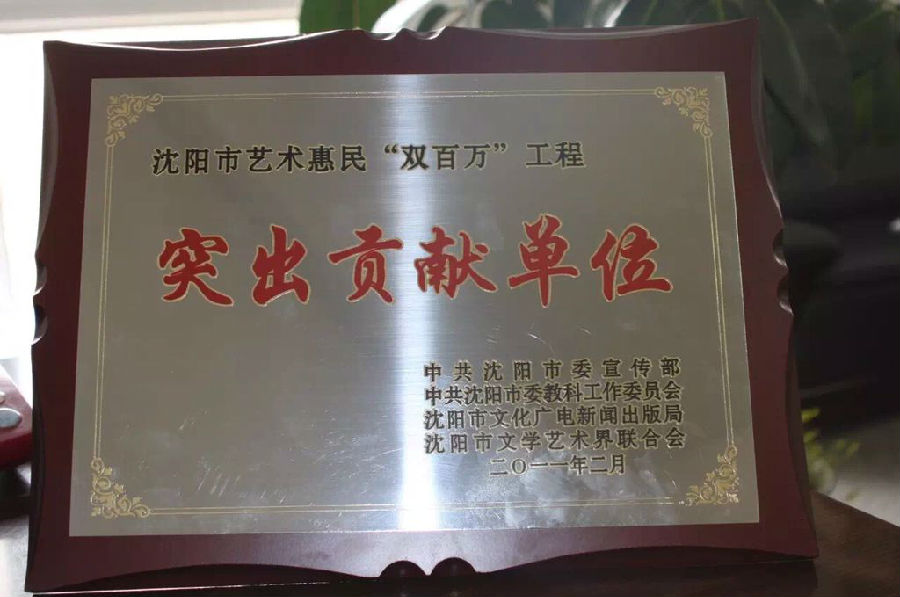 沈阳市艺术惠民“双百万”工程
突出贡献单位
中共沈阳市委宣传部
中共沈阳市委教科工作委员会
沈阳市文化广电新闻出版局
沈阳市文学艺术界联合会
二〇一一年二月